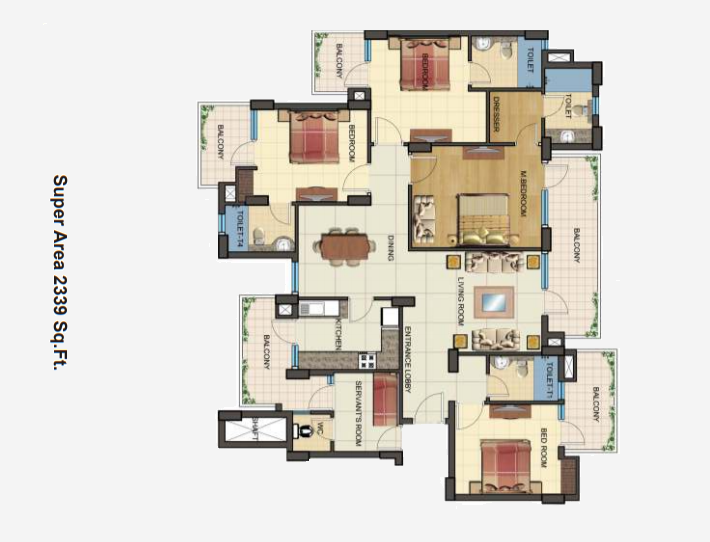 BALCONY
BEDROOM
TOILET
TOILET
DRESSER
BALCONY
BEDROOM
M.BEDROOM
TOILET-T4
DINING
BALCONY
LIVING ROOM
BALCONY
KITCHEN
ENTRANCE LOBBY
TOILET-T1
BALCONY
SERVANT'S ROOM
WC
SHAFT
BED ROOM
Super Area 2339 Sq.Ft.